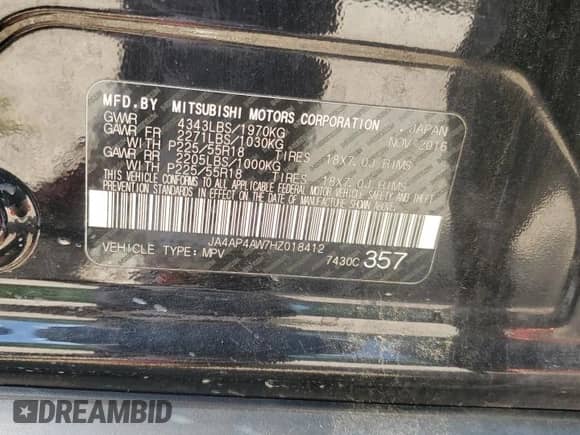 MFD.BY MITSUBISHI MOTORS CORPORATION , JAPAN
GVWR 4343LBS/1970KG NOV 2016
GAWR FR 2271LBS/1030KG
WITH P225/55R18 TIRES 18X7.0J RIMS
GAWR RR 2205LBS/1000KG
WITH P225/55R18 TIRES 18X7.0J RIMS
THIS VEHICLE CONFORMS TO ALL APPLICABLE FEDERAL MOTOR VEHICLE SAFETY AND THEFT
PREVENTION STANDARDS IN EFFECT ON THE DATE OF MANUFACTURE SHOWN ABOVE.
JA4AP4AW7HZ018412
VEHICLE TYPE: MPV 7430C 357
DREAMBID